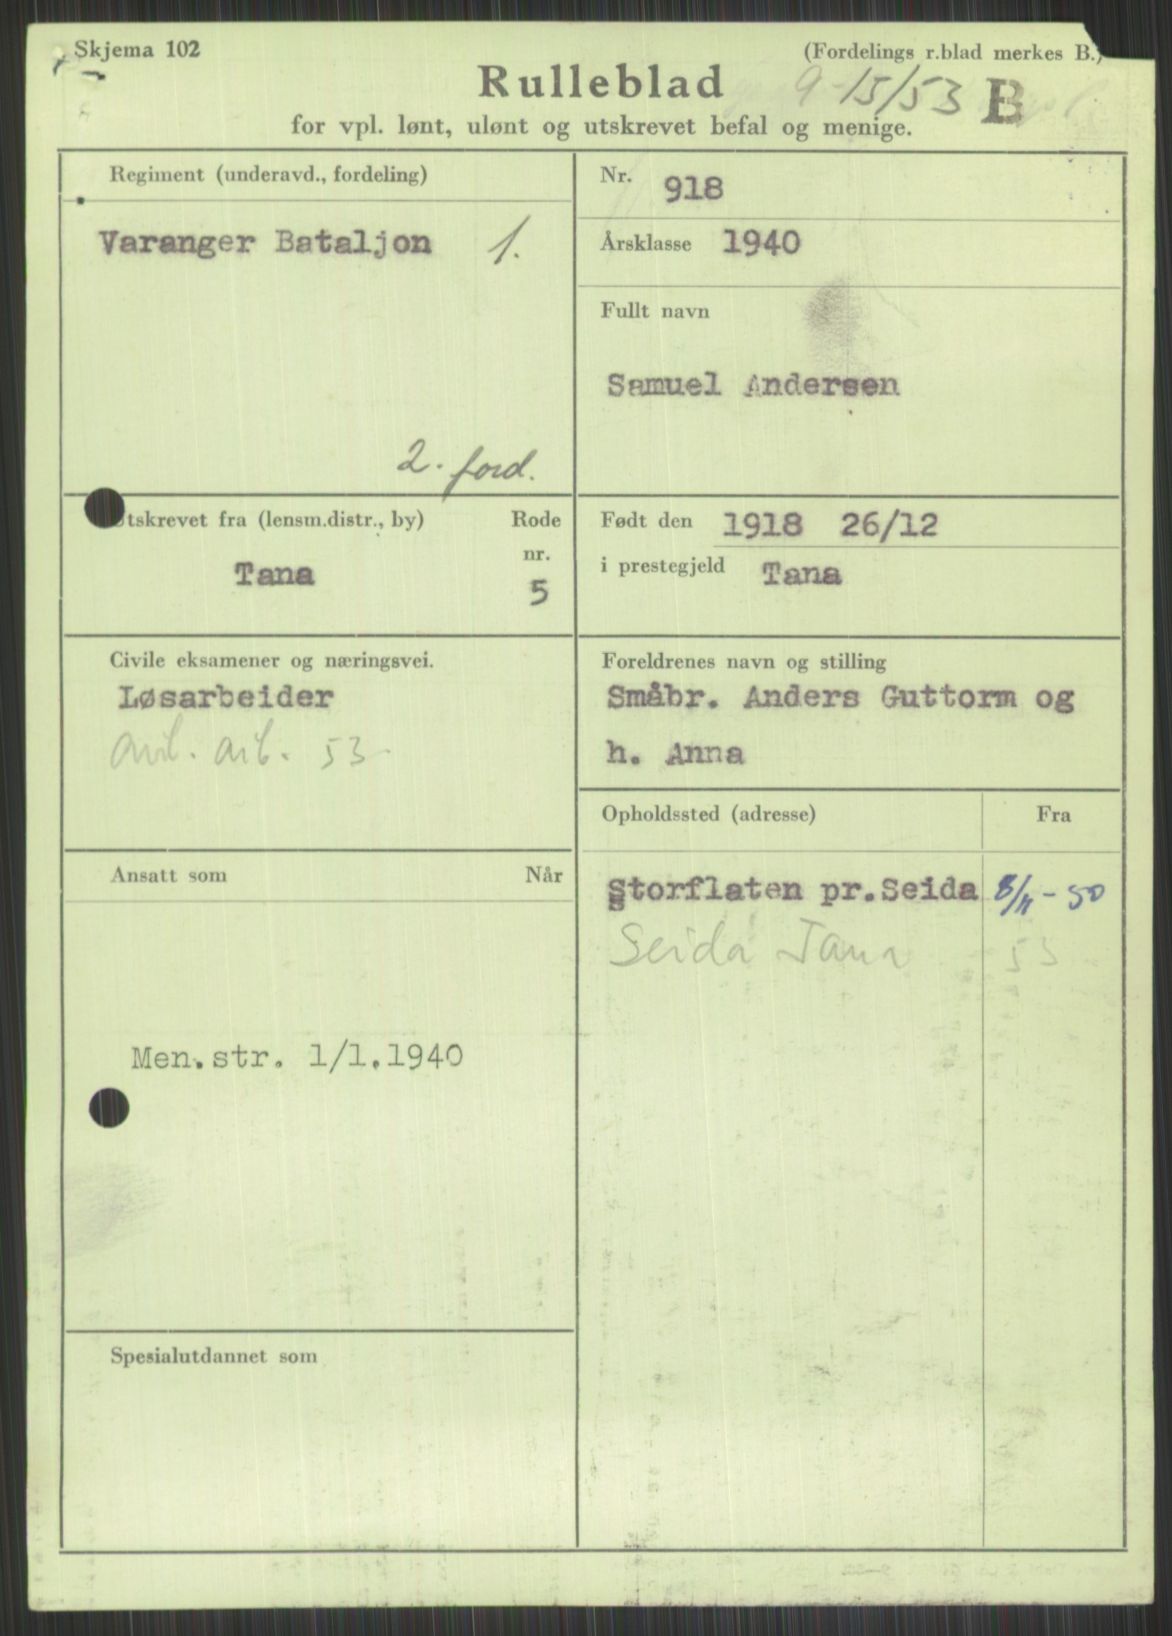 Skjema 102
(Fordelings r.blad merkes B.)
Rulleblad
9-15/53 B
for vpl. lønt, ulønt og utskrevet befal og menige.
Regiment (underavd., fordeling)
Varanger Bataljon 1.
2. ford.
Nr. 918
Årsklasse 1940
Fullt navn
Samuel Andersen
Utskrevet fra (lensm.distr., by)
Rode
nr.
Tana
5
Født den 1918 26/12
i prestegjeld Tana
Civile eksamener og næringsvei.
Løsarbeider
arb. 53
Foreldrenes navn og stilling
Småbr. Anders Guttorm og
h. Anna
Ansatt som
Når
Men.str. 1/1.1940
Opholdssted (adresse)
Fra
Storflaten pr.Seida 8/11-50
Seida Tana 53
Spesialutdannet som